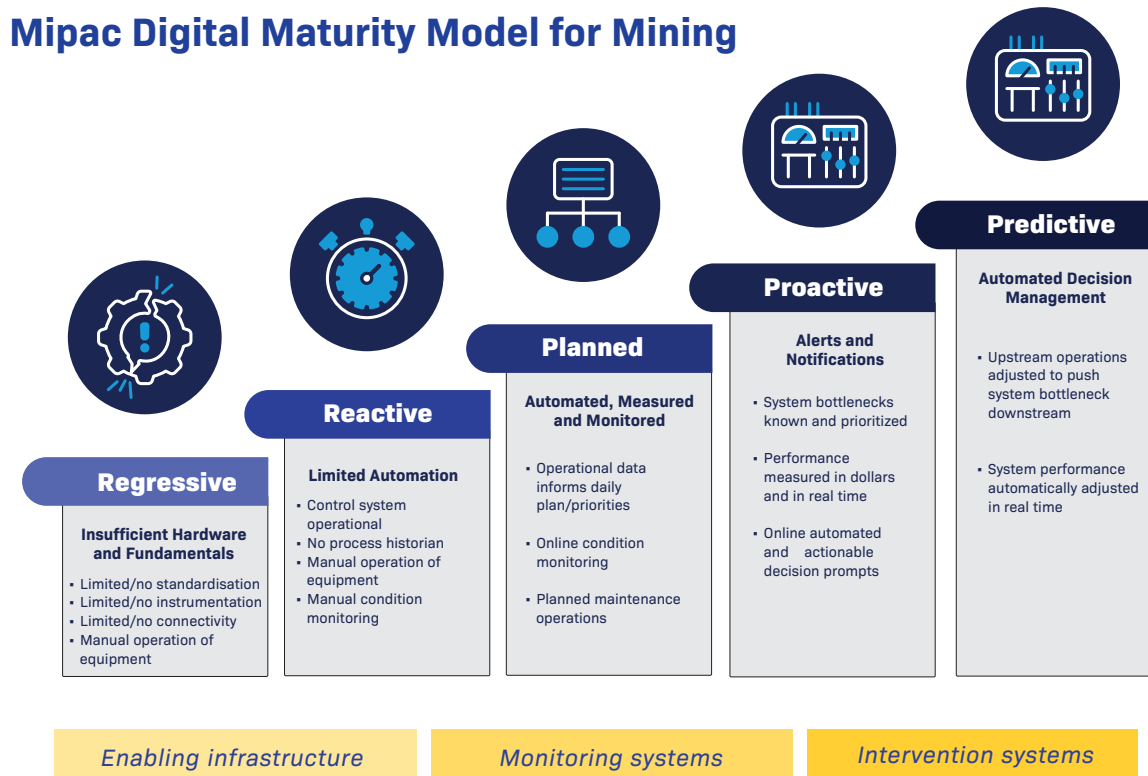 Mipac Digital Maturity Model for Mining
Regressive
Insufficient Hardware
and Fundamentals
▪ Limited/no standardisation
▪ Limited/no instrumentation
▪ Limited/no connectivity
▪ Manual operation of
equipment
Reactive
Limited Automation
▪ Control system
operational
▪ No process historian
▪ Manual operation of
equipment
▪ Manual condition
monitoring
Planned
Automated, Measured
and Monitored
▪ Operational data
informs daily
plan/priorities
▪ Online condition
monitoring
▪ Planned maintenance
operations
Proactive
Alerts and
Notifications
▪ System bottlenecks
known and prioritized
▪ Performance
measured in dollars
and in real time
▪ Online automated
and actionable
decision prompts
Predictive
Automated Decision
Management
▪ Upstream operations
adjusted to push
system bottleneck
downstream
▪ System performance
automatically adjusted
in real time
Enabling infrastructure
Monitoring systems
Intervention systems